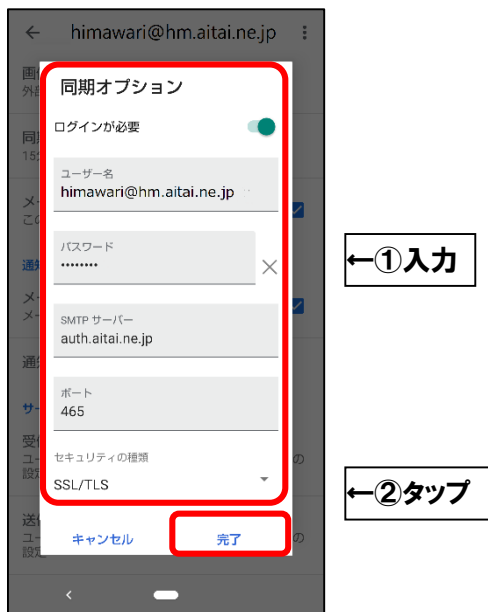 himawari@hm.aitai.ne.jp
同期オプション
ログインが必要
ユーザー名
himawari@hm.aitai.ne.jp
パスワード
••••••••
SMTP サーバー
auth.aitai.ne.jp
ポート
465
セキュリティの種類
SSL/TLS
キャンセル
完了
←①入力
←②タップ